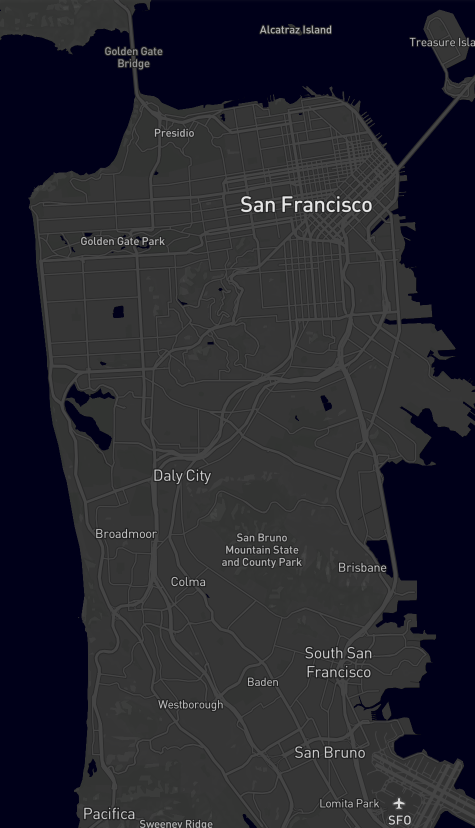 Alcatraz Island
Treasure Isla
Golden Gate
Bridge
Presidio
San Francisco
Golden Gate Park
Daly City
Broadmoor
San Bruno
Mountain State
and County Park
Brisbane
Colma
South San
Francisco
Baden
Westborough
San Bruno
Lomita Park
SFO
Pacifica
Sweeney Ridge